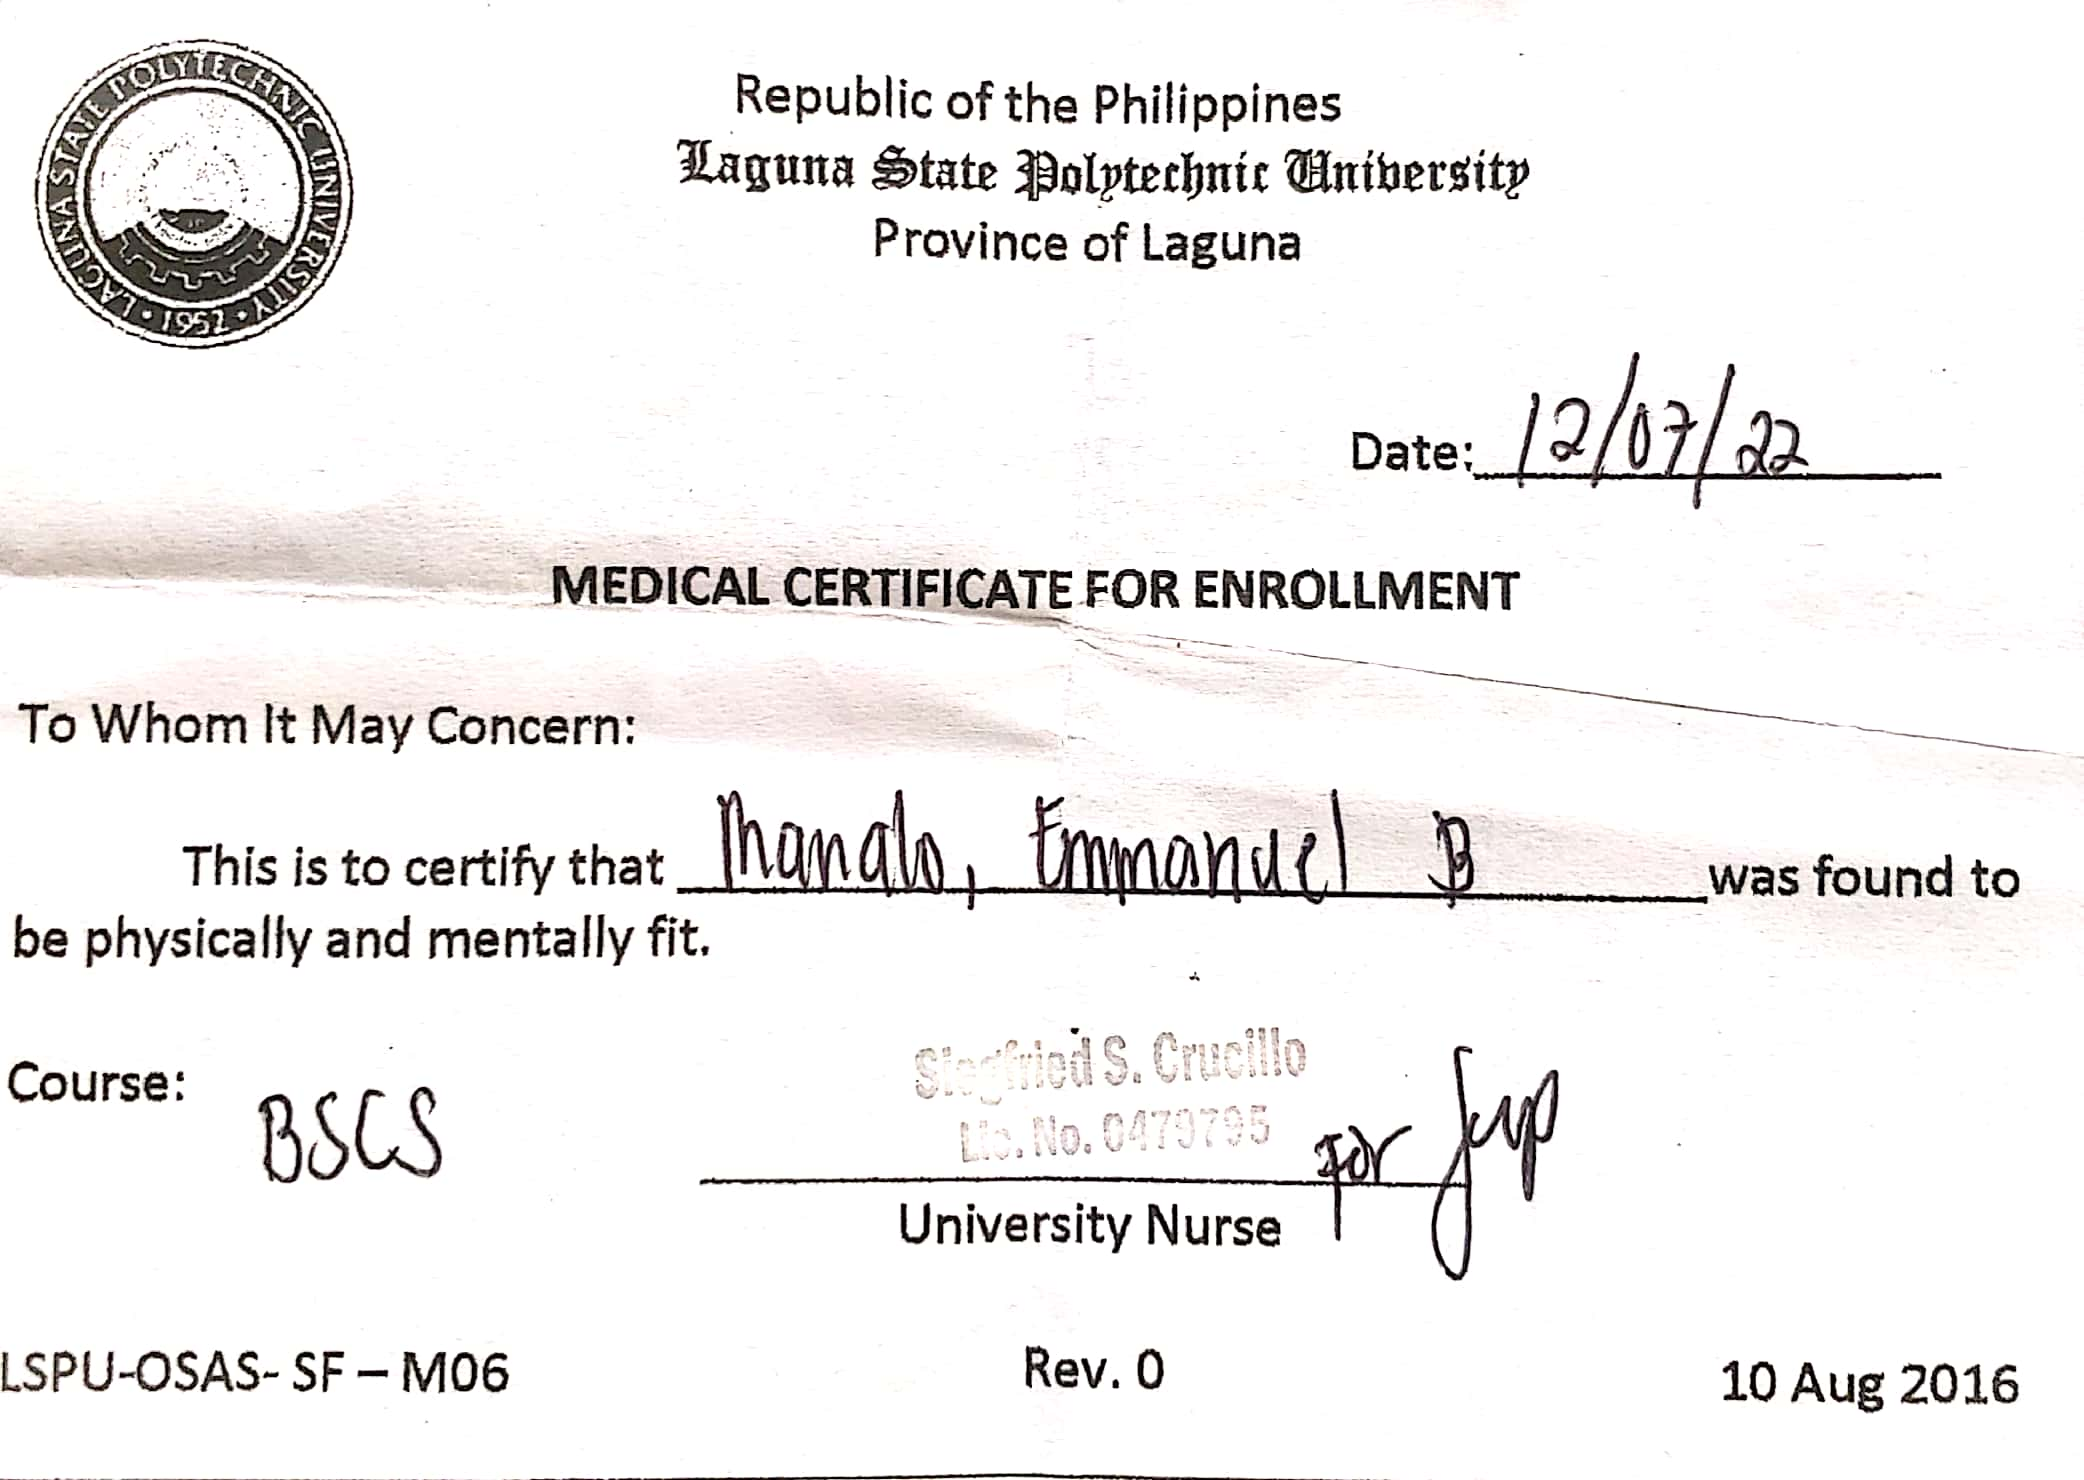 LAGUNA STATE POLYTECHNIC UNIVERSITY
• 1952 •
Republic of the Philippines
Laguna State Polytechnic University
Province of Laguna
Date: 12/07/22
MEDICAL CERTIFICATE FOR ENROLLMENT
To Whom It May Concern:
This is to certify that Manalo, Emmanuel B was found to
be physically and mentally fit.
Siegfried S. Crucillo
Course: BSCS
Lic. No. 0479795
for
University Nurse
LSPU-OSAS- SF – M06 Rev. 0 10 Aug 2016